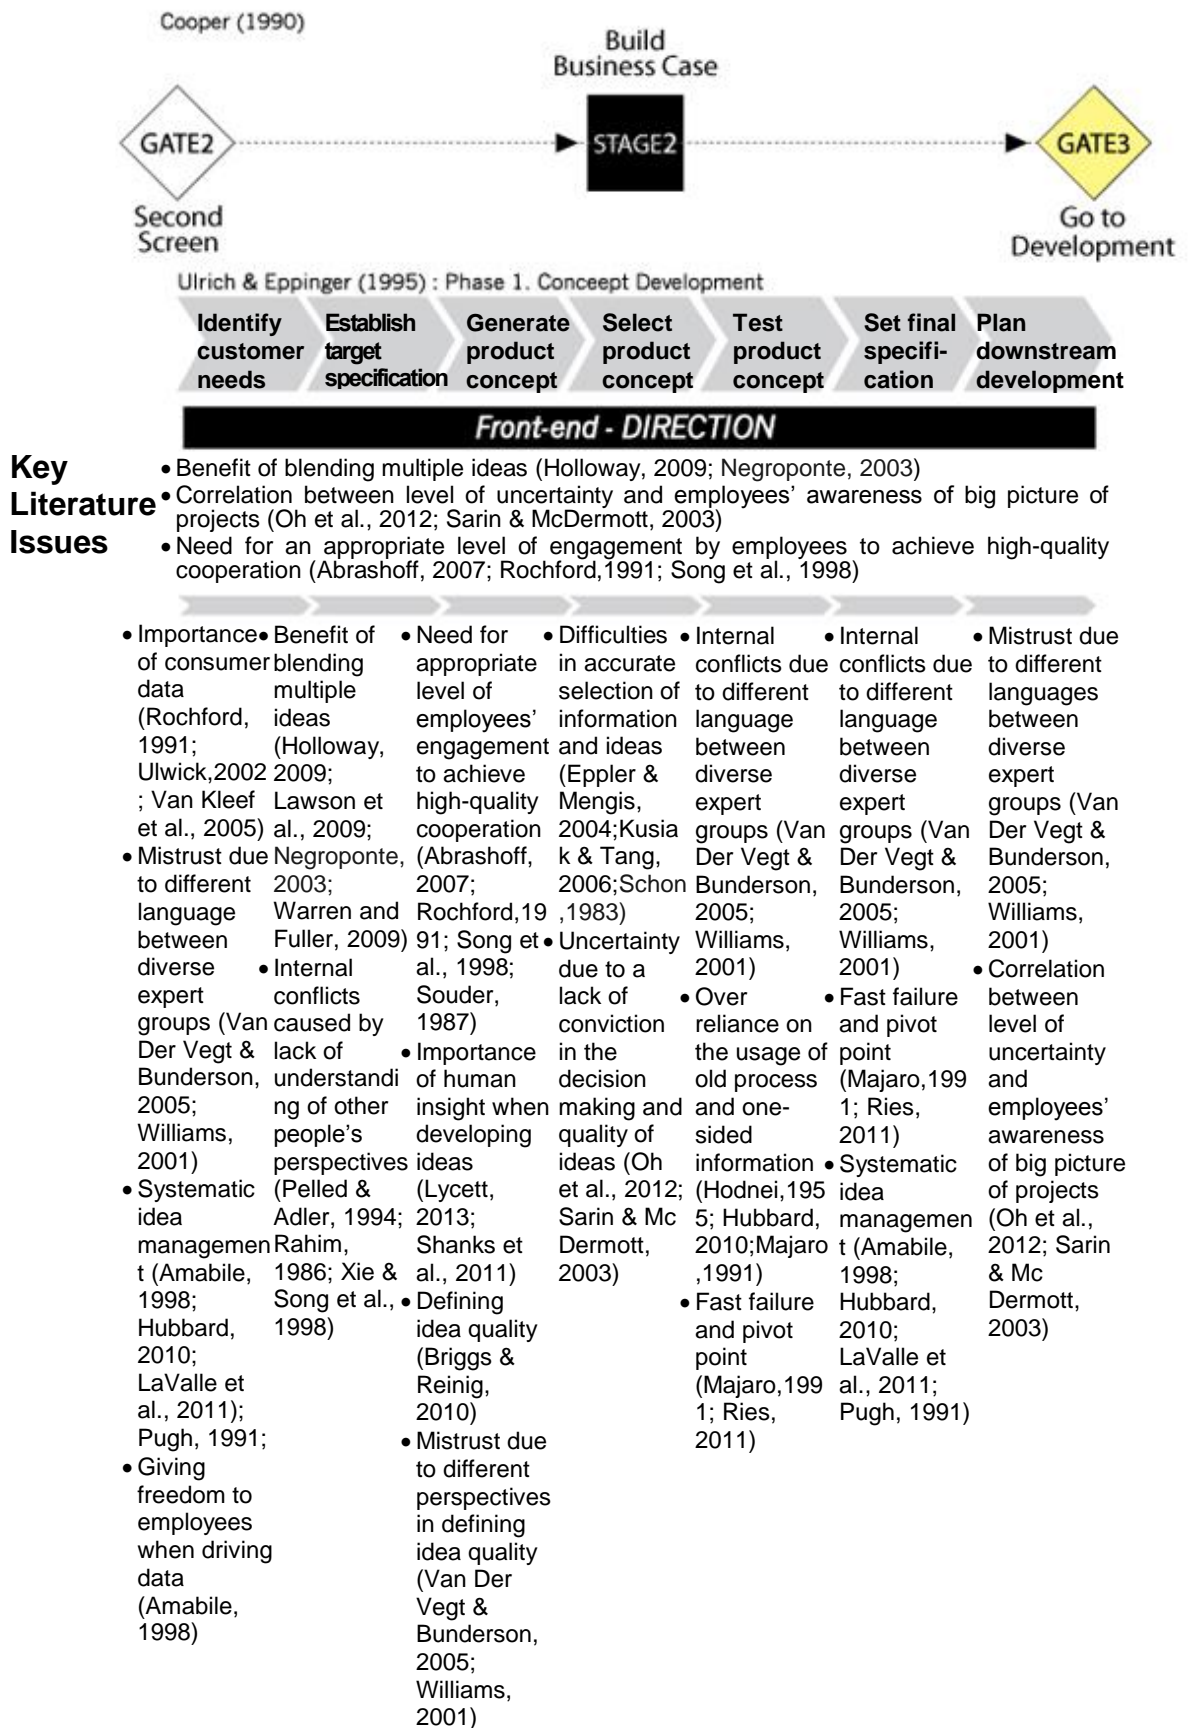 Cooper (1990)
Build
Business Case
GATE2
STAGE2
GATE3
Second
Screen
Go to
Development
Ulrich & Eppinger (1995) : Phase 1. Conceept Development
Identify
customer
needs
Establish
target
specification
Generate
product
concept
Select
product
concept
Test
product
concept
Set final
specifi-
cation
Plan
downstream
development
Front-end - DIRECTION
Key
Literature
Issues
• Benefit of blending multiple ideas (Holloway, 2009; Negroponte, 2003)
• Correlation between level of uncertainty and employees’ awareness of big picture of
projects (Oh et al., 2012; Sarin & McDermott, 2003)
• Need for an appropriate level of engagement by employees to achieve high-quality
cooperation (Abrashoff, 2007; Rochford,1991; Song et al., 1998)
• Importance
of consumer
data
(Rochford,
1991;
Ulwick,2002
; Van Kleef
et al., 2005)
• Mistrust due
to different
language
between
diverse
expert
groups (Van
Der Vegt &
Bunderson,
2005;
Williams,
2001)
• Systematic
idea
managemen
t (Amabile,
1998;
Hubbard,
2010;
LaValle et
al., 2011);
Pugh, 1991;
• Giving
freedom to
employees
when driving
data
(Amabile,
1998)
• Benefit of
blending
multiple
ideas
(Holloway,
2009;
Lawson et
al., 2009;
Negroponte,
2003;
Warren and
Fuller, 2009)
• Internal
conflicts
caused by
lack of
understandi
ng of other
people’s
perspectives
(Pelled &
Adler, 1994;
Rahim,
1986; Xie &
Song et al.,
1998)
• Need for
appropriate
level of
employees’
engagement
to achieve
high-quality
cooperation
(Abrashoff,
2007;
Rochford,19
91; Song et
al., 1998;
Souder,
1987)
• Importance
of human
insight when
developing
ideas
(Lycett,
2013;
Shanks et
al., 2011)
• Defining
idea quality
(Briggs &
Reinig,
2010)
• Mistrust due
to different
perspectives
in defining
idea quality
(Van Der
Vegt &
Bunderson,
2005;
Williams,
2001)
• Difficulties
in accurate
selection of
information
and ideas
(Eppler &
Mengis,
2004;Kusia
k & Tang,
2006;Schon
,1983)
• Uncertainty
due to a
lack of
conviction
in the
decision
making and
quality of
ideas (Oh
et al., 2012;
Sarin & Mc
Dermott,
2003)
• Internal
conflicts due
to different
language
between
diverse
expert
groups (Van
Der Vegt &
Bunderson,
2005;
Williams,
2001)
• Over
reliance on
the usage of
old process
and one-
sided
information
(Hodnei,195
5; Hubbard,
2010;Majaro
,1991)
• Fast failure
and pivot
point
(Majaro,199
1; Ries,
2011)
• Internal
conflicts due
to different
language
between
diverse
expert
groups (Van
Der Vegt &
Bunderson,
2005;
Williams,
2001)
• Fast failure
and pivot
point
(Majaro,199
1; Ries,
2011)
• Systematic
idea
managemen
t (Amabile,
1998;
Hubbard,
2010;
LaValle et
al., 2011;
Pugh, 1991)
• Mistrust due
to different
languages
between
diverse
expert
groups (Van
Der Vegt &
Bunderson,
2005;
Williams,
2001)
• Correlation
between
level of
uncertainty
and
employees’
awareness
of big picture
of projects
(Oh et al.,
2012; Sarin
& Mc
Dermott,
2003)